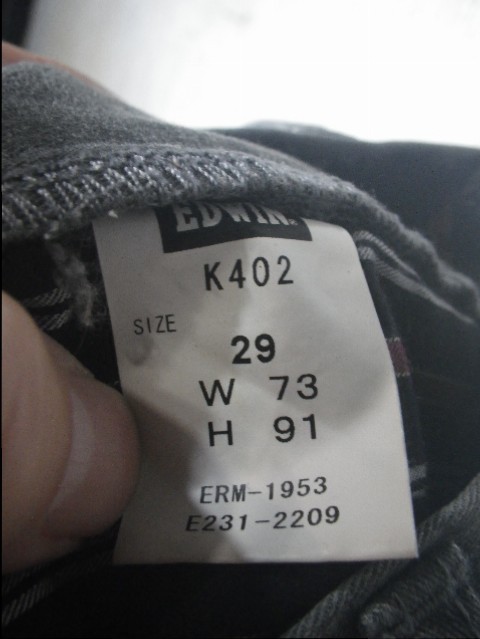 EDWIN.
K402
SIZE
29
W 73
H 91
ERM-1953
E231-2209